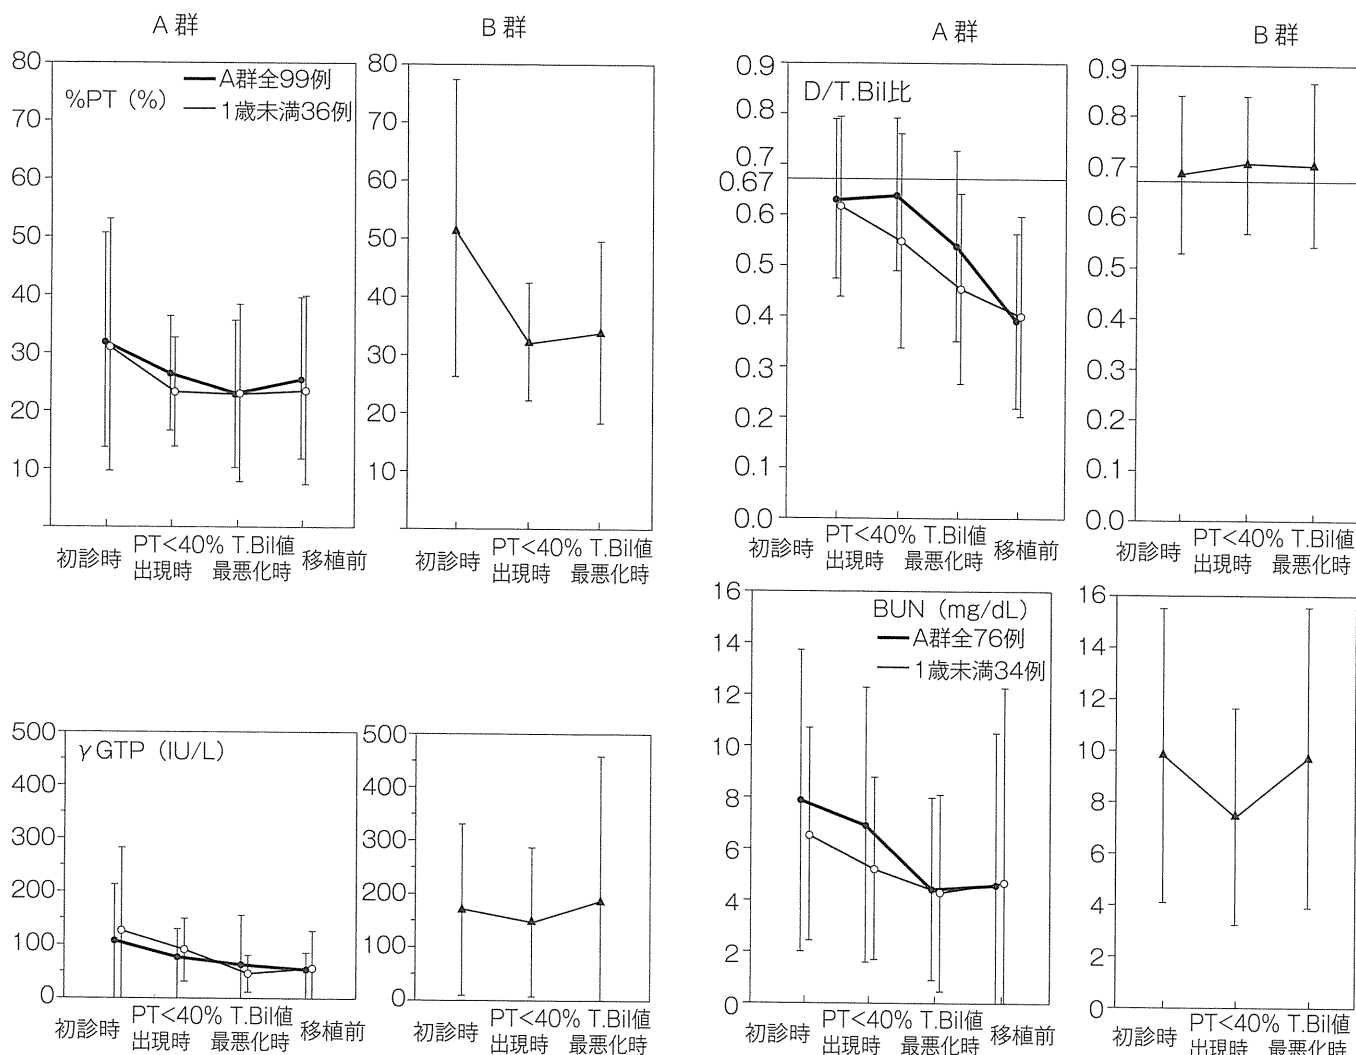 A 群
B 群
80
70
60
50
40
30
20
10
%PT (%)
A群全99例
1歳未満36例
初診時
PT<40%
出現時
T.Bil値
最悪化時
移植前
80
70
60
50
40
30
20
10
初診時
PT<40%
出現時
T.Bil値
最悪化時
A 群
B 群
0.9
0.8
0.7
0.67
0.6
0.5
0.4
0.3
0.2
0.1
0.0
D/T.Bil比
初診時
PT<40%
出現時
T.Bil値
最悪化時
移植前
0.9
0.8
0.7
0.6
0.5
0.4
0.3
0.2
0.1
0.0
初診時
PT<40%
出現時
T.Bil値
最悪化時
500
400
300
200
100
0
γGTP (IU/L)
初診時
PT<40%
出現時
T.Bil値
最悪化時
移植前
500
400
300
200
100
0
初診時
PT<40%
出現時
T.Bil値
最悪化時
16
14
12
10
8
6
4
2
0
BUN (mg/dL)
A群全76例
1歳未満34例
初診時
PT<40%
出現時
T.Bil値
最悪化時
移植前
16
14
12
10
8
6
4
2
0
初診時
PT<40%
出現時
T.Bil値
最悪化時